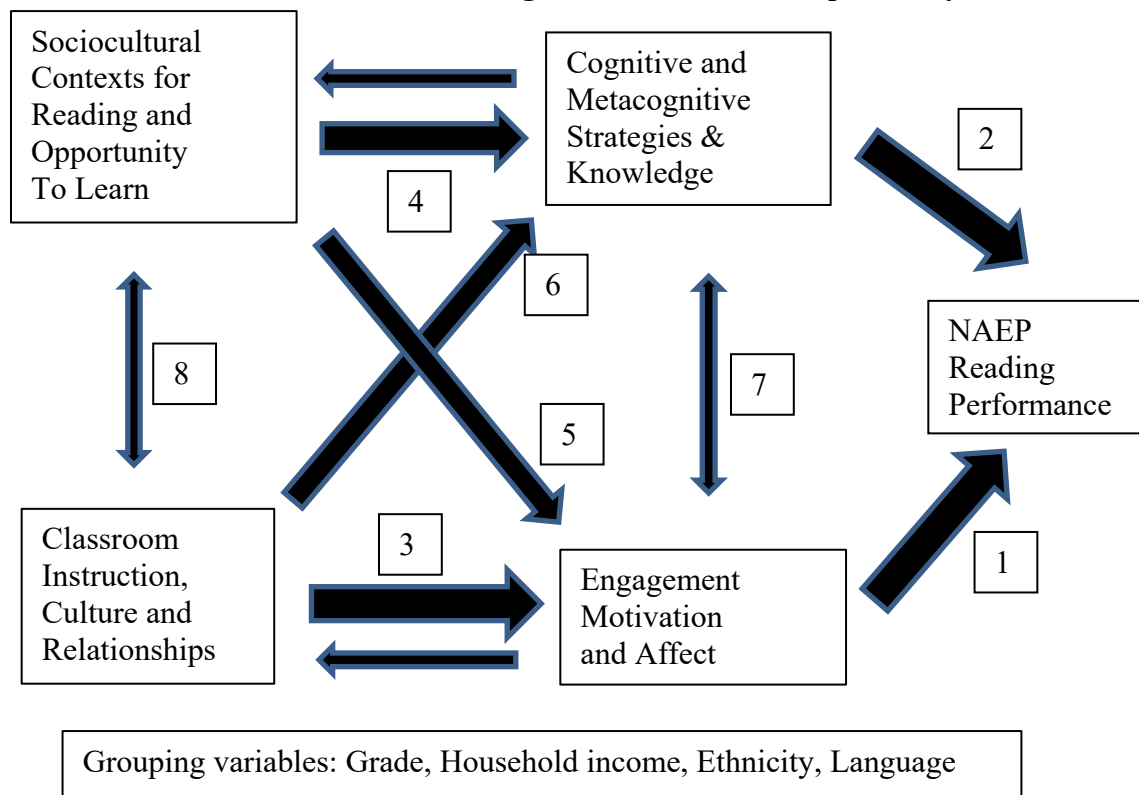 Sociocultural
Contexts for
Reading and
Opportunity
To Learn
Cognitive and
Metacognitive
Strategies &
Knowledge
2
4
6
NAEP
Reading
Performance
8
7
5
Classroom
Instruction,
Culture and
Relationships
3
Engagement
Motivation
and Affect
1
Grouping variables: Grade, Household income, Ethnicity, Language